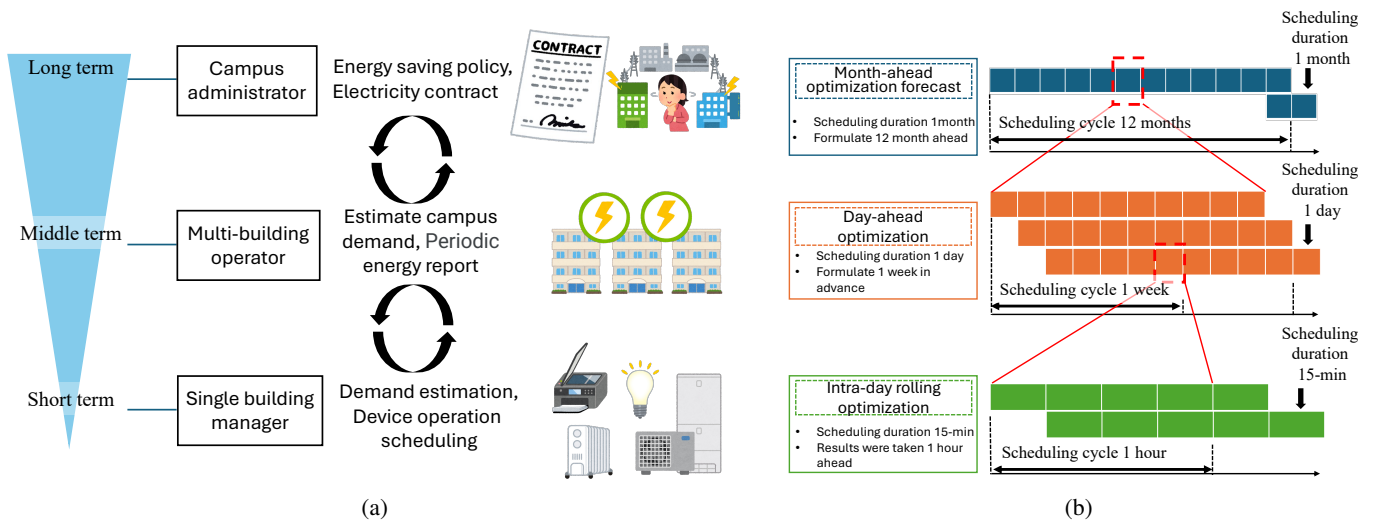 Long term
Campus
administrator
Energy saving policy,
Electricity contract
CONTRACT
Middle term
Multi-building
operator
Estimate campus
demand, Periodic
energy report
Short term
Single building
manager
Demand estimation,
Device operation
scheduling
(a)
Month-ahead
optimization forecast
• Scheduling duration 1month
• Formulate 12 month ahead
Scheduling cycle 12 months
Scheduling
duration
1 month
Day-ahead
optimization
• Scheduling duration 1 day
• Formulate 1 week in
advance
Scheduling cycle 1 week
Scheduling
duration
1 day
Intra-day rolling
optimization
• Scheduling duration 15-min
• Results were taken 1 hour
ahead
Scheduling cycle 1 hour
Scheduling
duration
15-min
(b)